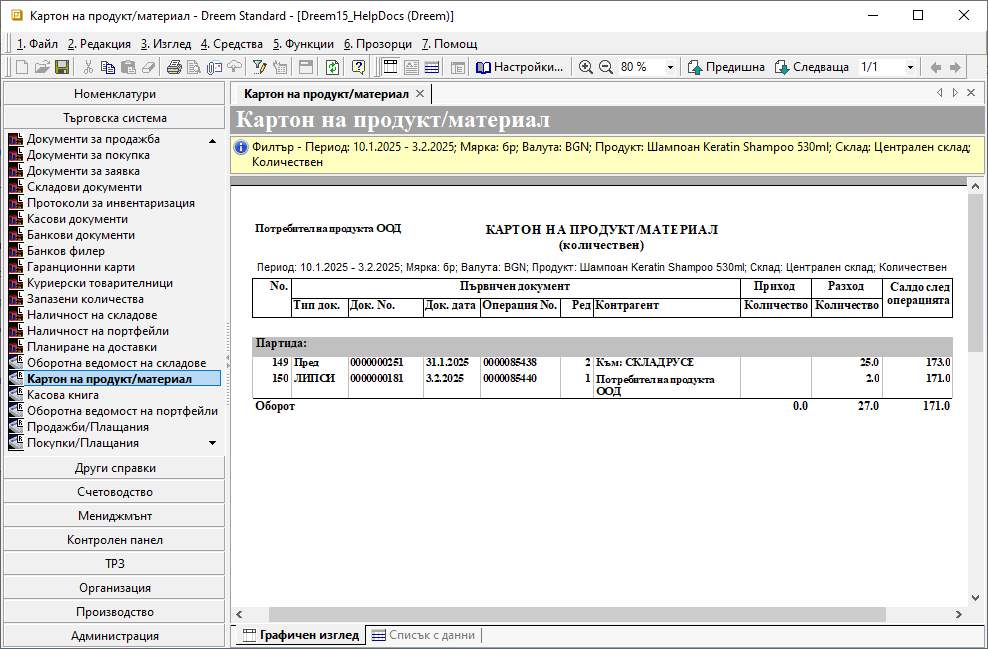 Картон на продукт/материал - Dreem Standard - [Dreem15_HelpDocs (Dreem)]
1. Файл 2. Редакция 3. Изглед 4. Средства 5. Функции 6. Прозорци 7. Помощ
Настройки... 80 % Предишна Следваща 1/1
Номенклатури
Търговска система
Документи за продажба
Документи за покупка
Документи за заявка
Складови документи
Протоколи за инвентаризация
Касови документи
Банкови документи
Банков филер
Гаранционни карти
Куриерски товарителници
Запазени количества
Наличност на складове
Наличност на портфейли
Планиране на доставки
Оборотна ведомост на складове
Картон на продукт/материал
Касова книга
Оборотна ведомост на портфейли
Продажби/Плащания
Покупки/Плащания
Други справки
Счетоводство
Мениджмънт
Контролен панел
ТРЗ
Организация
Производство
Администрация
Картон на продукт/материал
Картон на продукт/материал
Филтър - Период: 10.1.2025 - 3.2.2025; Мярка: бр; Валута: BGN; Продукт: Шампоан Keratin Shampoo 530ml; Склад: Централен склад;
Количествен
Потребител на продукта ООД
КАРТОН НА ПРОДУКТ/МАТЕРИАЛ
(количествен)
Период: 10.1.2025 - 3.2.2025; Мярка: бр; Валута: BGN; Продукт: Шампоан Keratin Shampoo 530ml; Склад: Централен склад; Количествен
No. Първичен документ Приход Разход Салдо след
операцията
Тип док. Док. No. Док. дата Операция No. Ред Контрагент Количество Количество
Партида:
149 Пред 0000000251 31.1.2025 0000085438 2 Към: СКЛАД РУСЕ 25.0 173.0
150 ЛИПСИ 0000000181 3.2.2025 0000085440 1 Потребител на продукта 2.0 171.0
ООД
Оборот 0.0 27.0 171.0
Графичен изглед Списък с данни